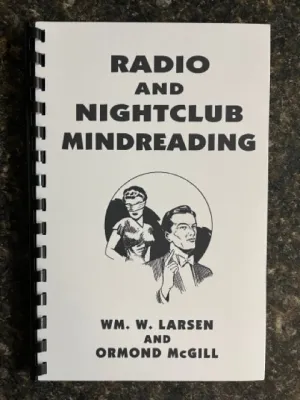 RADIO
AND
NIGHTCLUB
MINDREADING
WM. W. LARSEN
AND
ORMOND McGILL